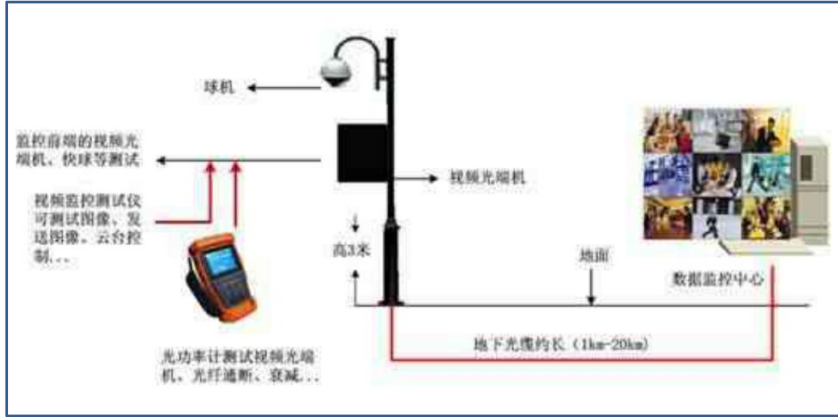 球机
监控前端的视频光
端机、快球等测试
视频光端机
视频监控测试仪
可测试图像、发
送图像、云台控
制...
高3米
地面
数据监控中心
地下光缆约长（1km-20km)
光功率计测试视频光端
机、光纤通断、衰减...